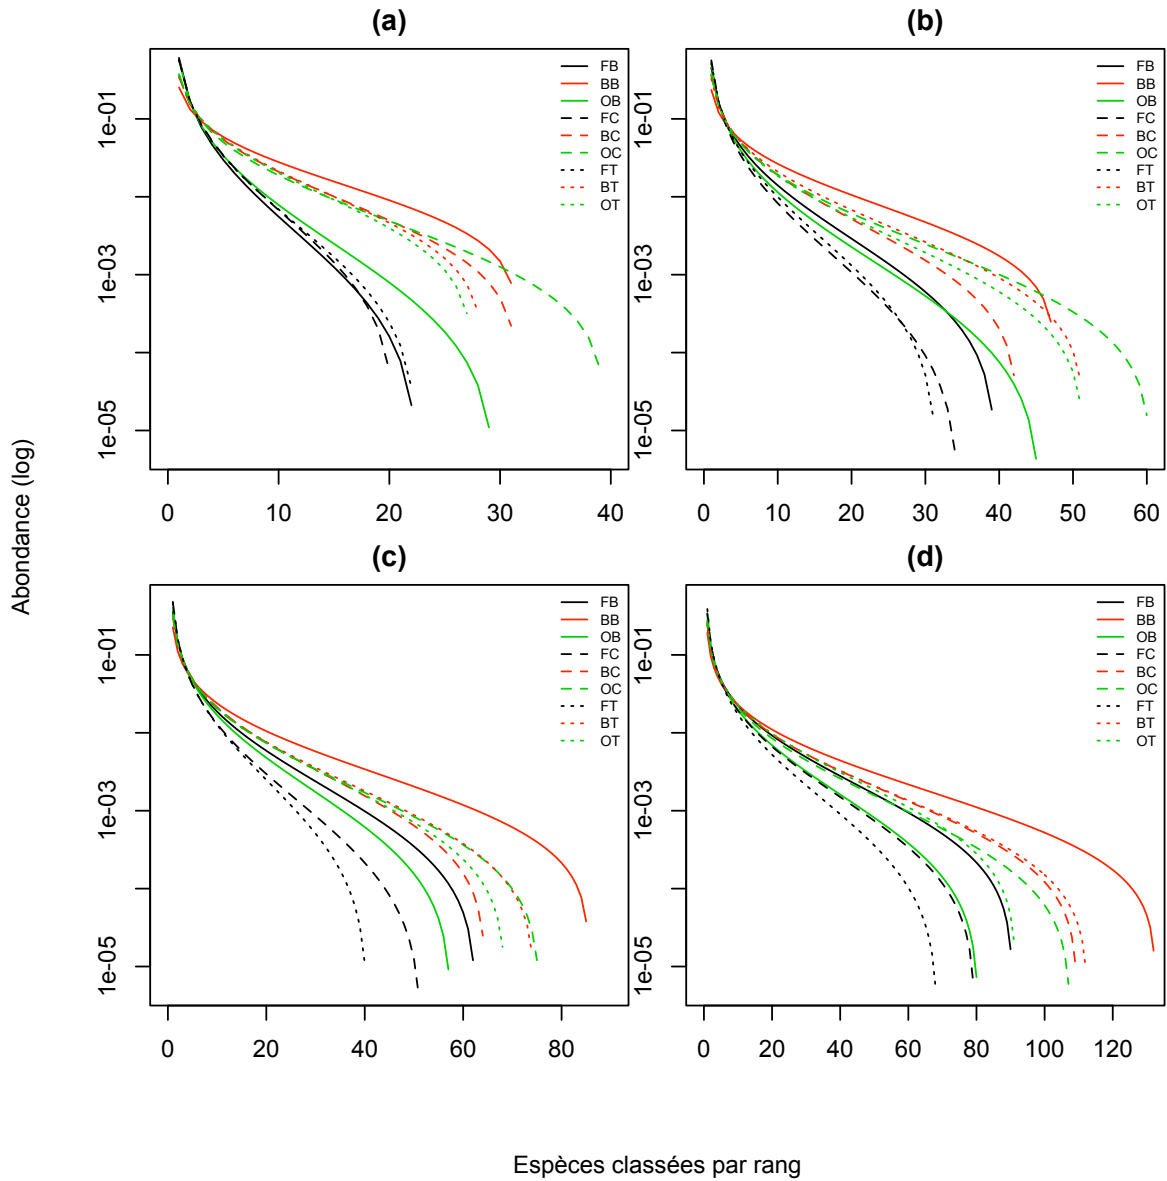 (a)
FB
BB
OB
FC
BC
OC
FT
BT
OT
1e-01
1e-03
1e-05
0 10 20 30 40
(b)
FB
BB
OB
FC
BC
OC
FT
BT
OT
1e-01
1e-03
1e-05
0 10 20 30 40 50 60
Abondance (log)
(c)
FB
BB
OB
FC
BC
OC
FT
BT
OT
1e-01
1e-03
1e-05
0 20 40 60 80
(d)
FB
BB
OB
FC
BC
OC
FT
BT
OT
1e-01
1e-03
1e-05
0 20 40 60 80 100 120
Espèces classées par rang